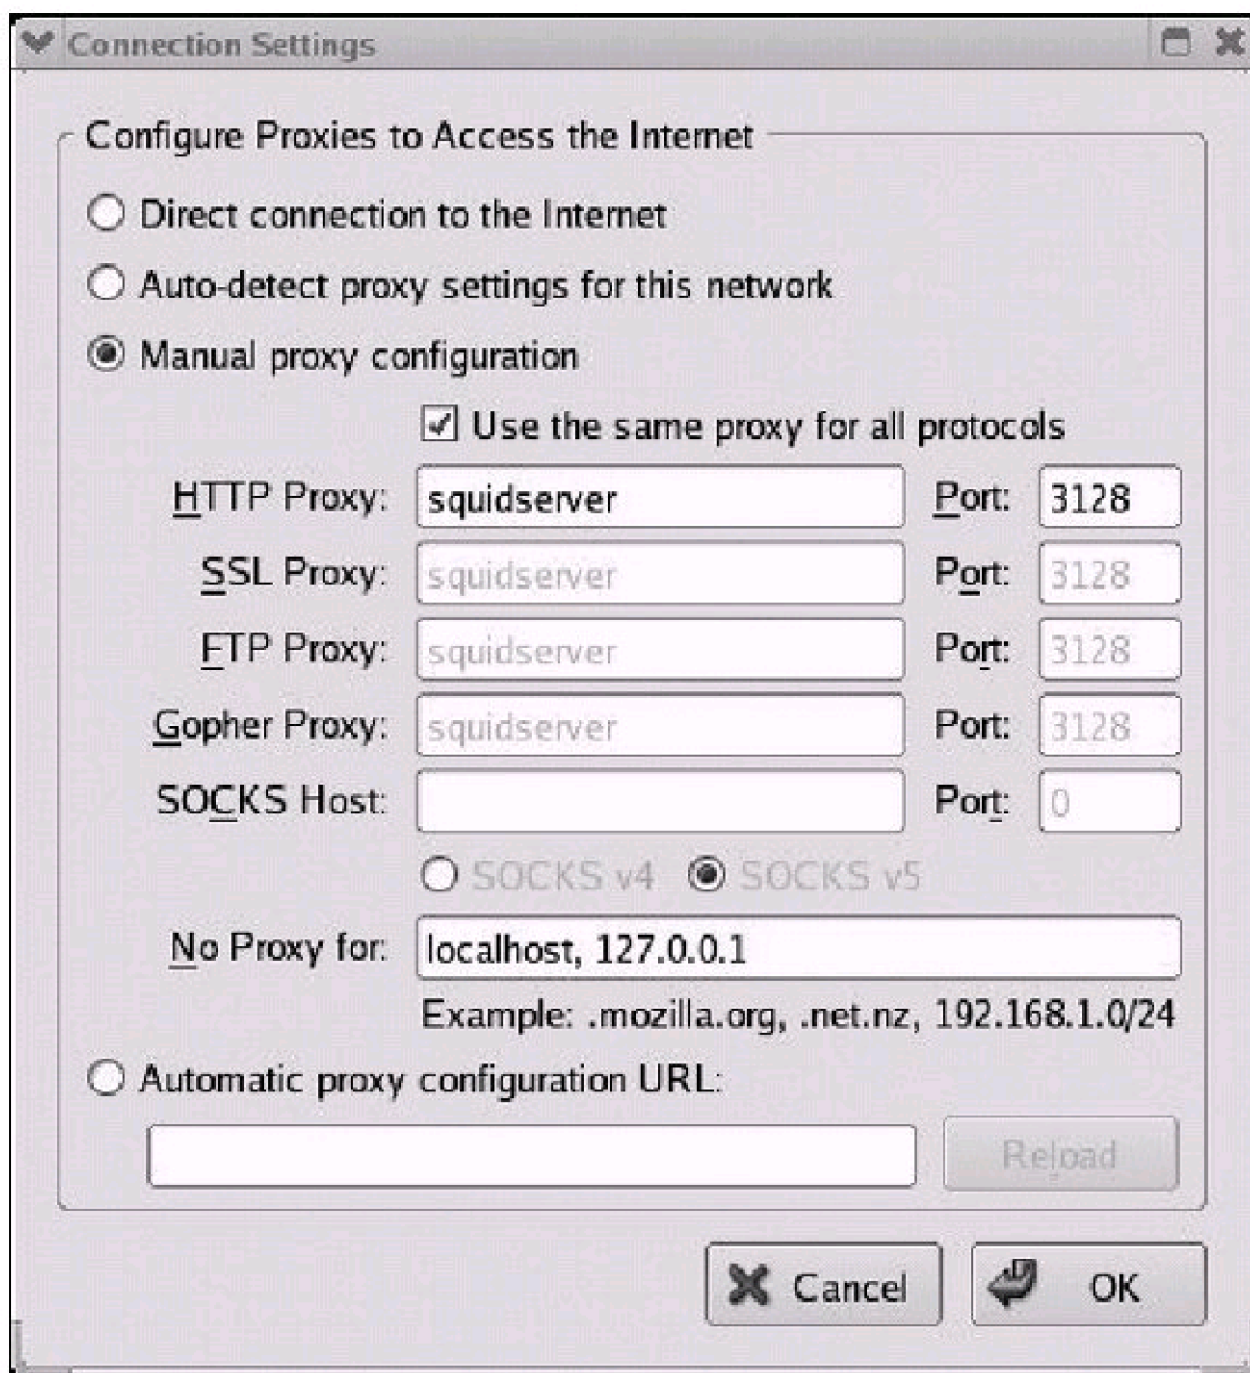 Connection Settings
Configure Proxies to Access the Internet
Direct connection to the Internet
Auto-detect proxy settings for this network
Manual proxy configuration
Use the same proxy for all protocols
HTTP Proxy: squidserver Port: 3128
SSL Proxy: squidserver Port: 3128
FTP Proxy: squidserver Port: 3128
Gopher Proxy: squidserver Port: 3128
SOCKS Host: Port: 0
SOCKS v4 SOCKS v5
No Proxy for: localhost, 127.0.0.1
Example: .mozilla.org, .net.nz, 192.168.1.0/24
Automatic proxy configuration URL:
Reload
Cancel OK